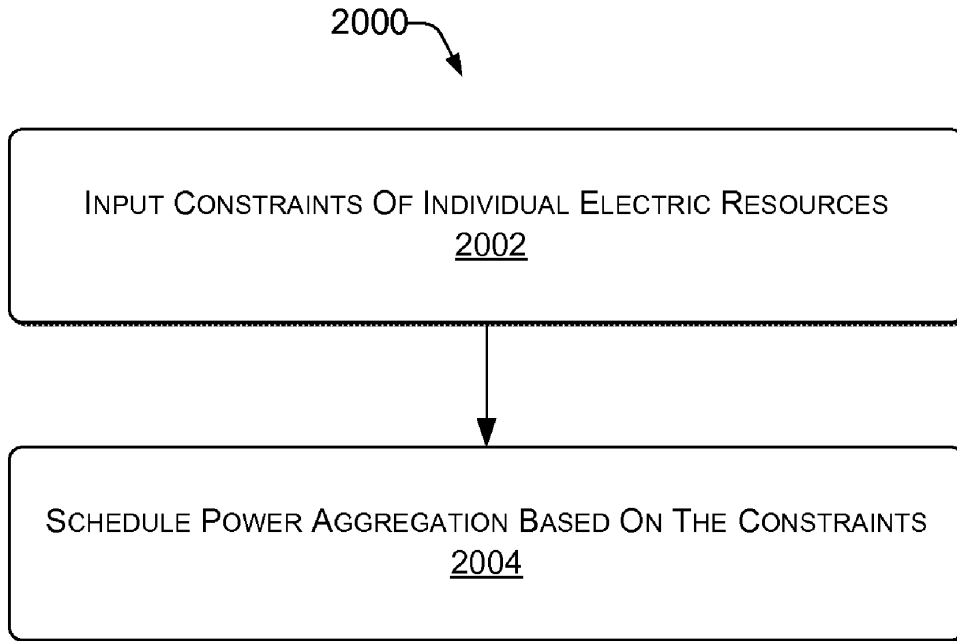 2000
INPUT CONSTRAINTS OF INDIVIDUAL ELECTRIC RESOURCES
2002
SCHEDULE POWER AGGREGATION BASED ON THE CONSTRAINTS
2004